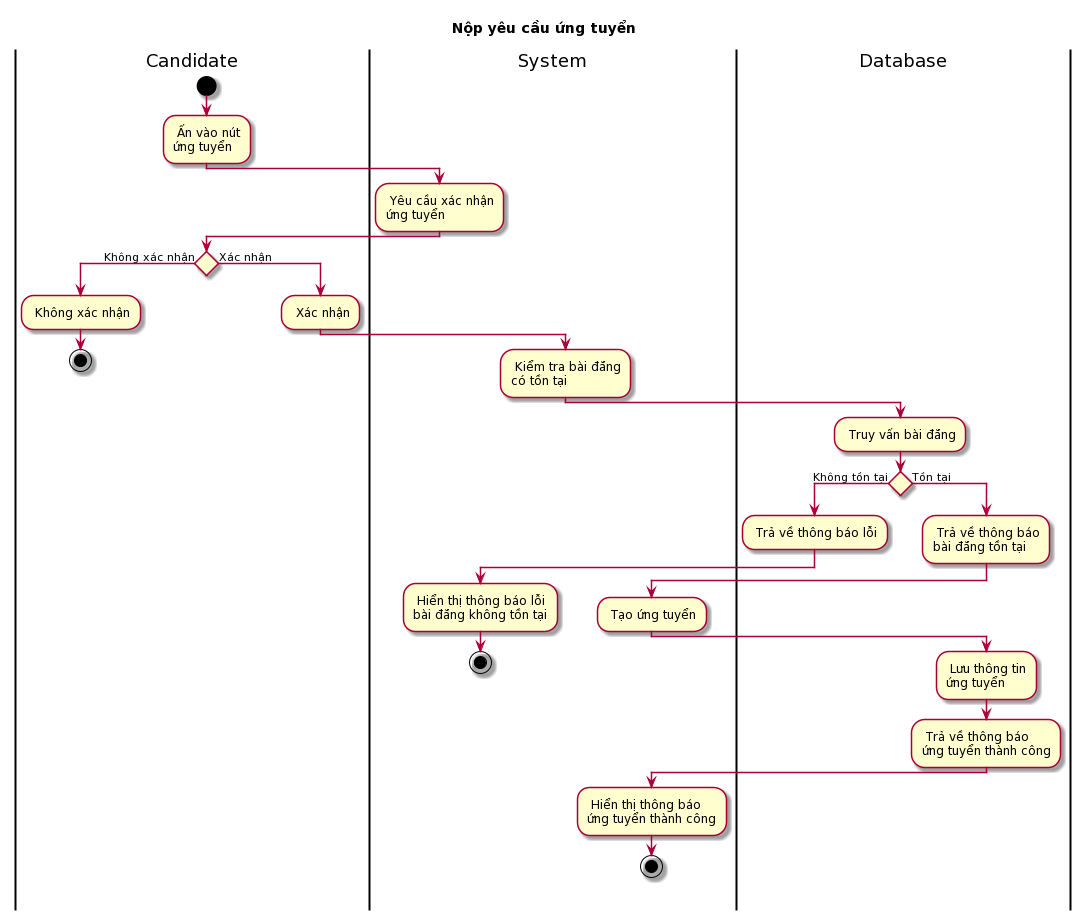 Nộp yêu cầu ứng tuyển
Candidate
System
Database
Ấn vào nút
ứng tuyển
Yêu cầu xác nhận
ứng tuyển
Không xác nhận
Xác nhận
Không xác nhận
Xác nhận
Kiểm tra bài đăng
có tồn tại
Truy vấn bài đăng
Không tồn tại
Tồn tại
Trả về thông báo lỗi
Trả về thông báo
bài đăng tồn tại
Hiển thị thông báo lỗi
bài đăng không tồn tại
Tạo ứng tuyển
Lưu thông tin
ứng tuyển
Trả về thông báo
ứng tuyển thành công
Hiển thị thông báo
ứng tuyển thành công